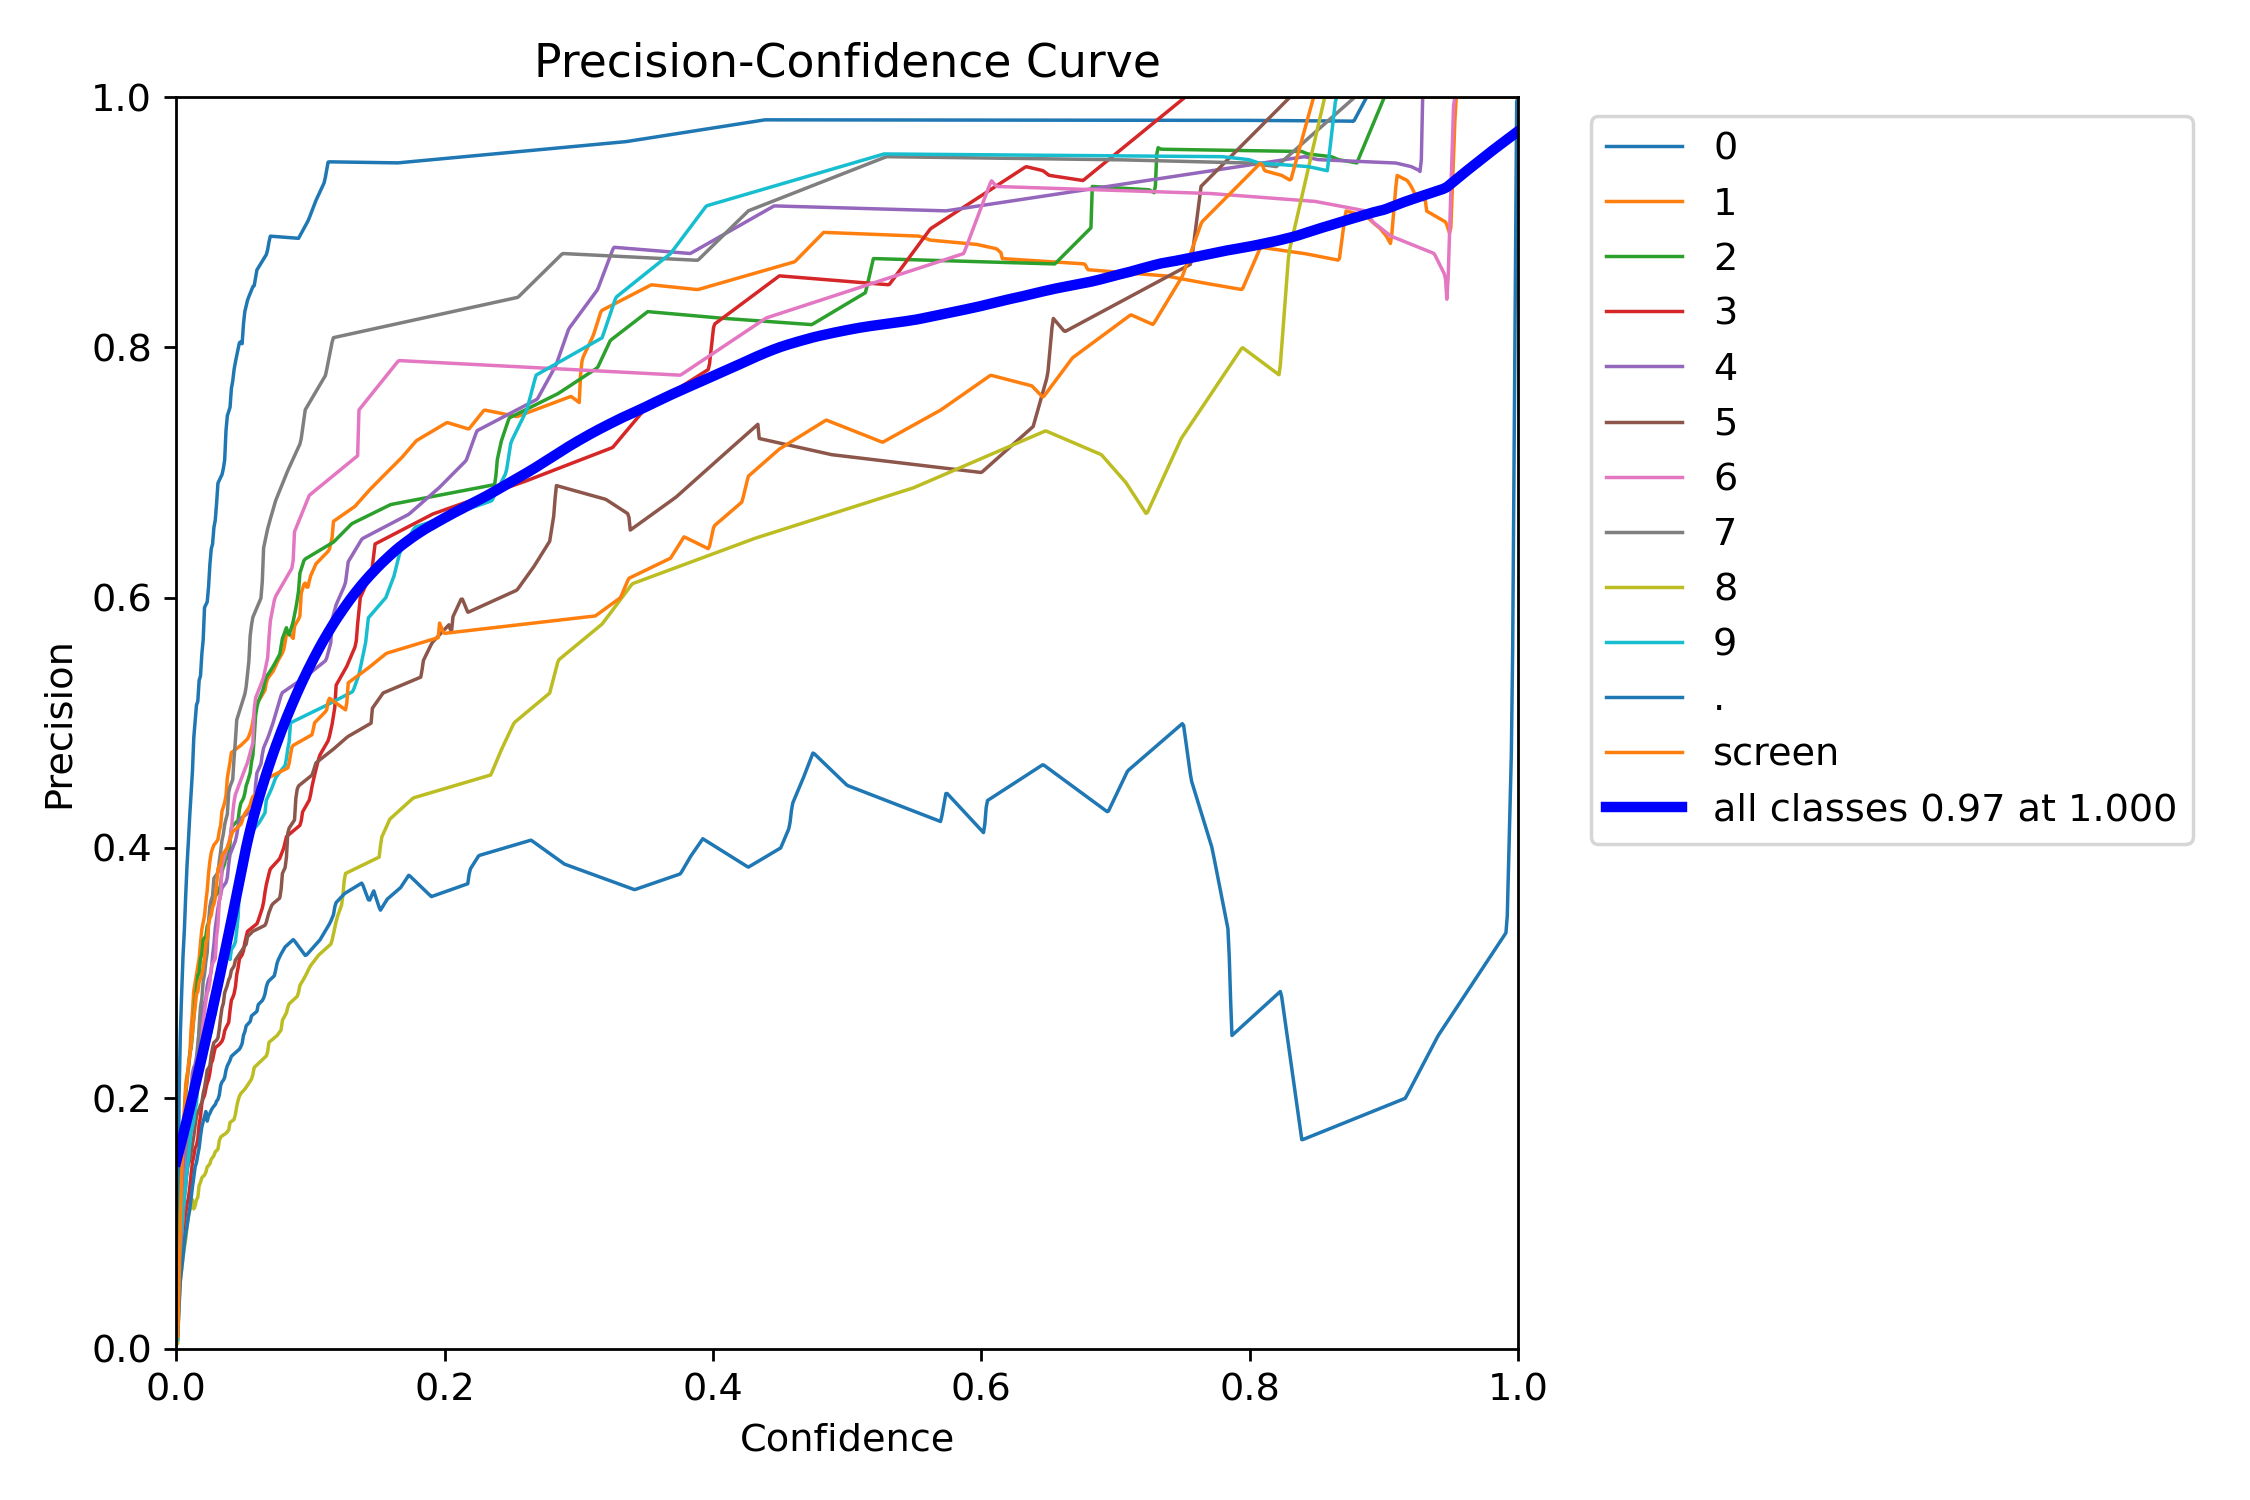 Precision-Confidence Curve
1.0
0.8
0.6
0.4
0.2
0.0
Precision
0.0 0.2 0.4 0.6 0.8 1.0
Confidence
0
1
2
3
4
5
6
7
8
9
.
screen
all classes 0.97 at 1.000